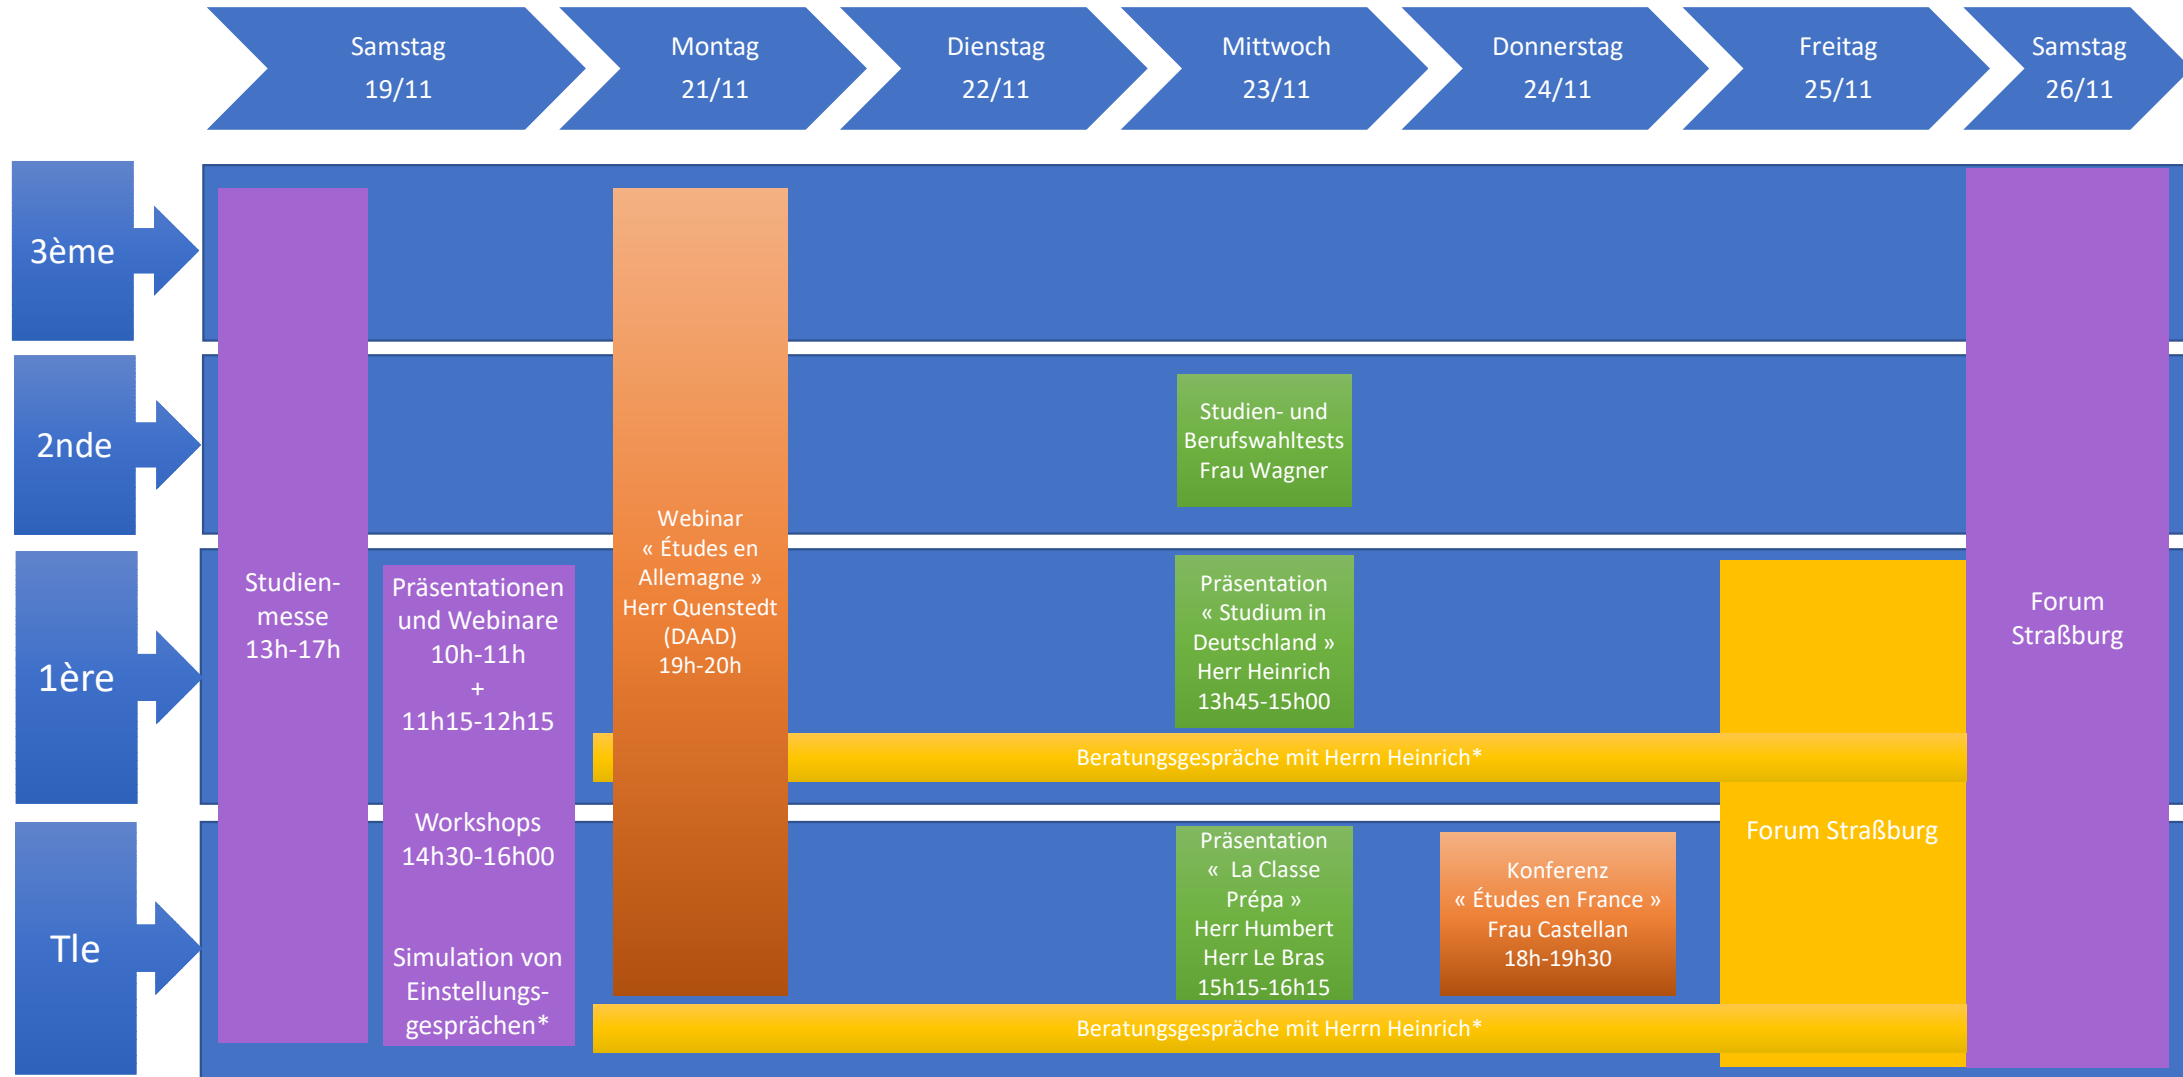 Samstag
19/11
Montag
21/11
Dienstag
22/11
Mittwoch
23/11
Donnerstag
24/11
Freitag
25/11
Samstag
26/11
3ème
2nde
1ère
Tle
Studien-
messe
13h-17h
Präsentationen
und Webinare
10h-11h
+
11h15-12h15
Workshops
14h30-16h00
Simulation von
Einstellungs-
gesprächen*
Webinar
« Études en
Allemagne »
Herr Quenstedt
(DAAD)
19h-20h
Studien- und
Berufswahltests
Frau Wagner
Präsentation
« Studium in
Deutschland »
Herr Heinrich
13h45-15h00
Beratungsgespräche mit Herrn Heinrich*
Präsentation
« La Classe
Prépa »
Herr Humbert
Herr Le Bras
15h15-16h15
Konferenz
« Études en France »
Frau Castellan
18h-19h30
Beratungsgespräche mit Herrn Heinrich*
Forum Straßburg
Forum
Straßburg